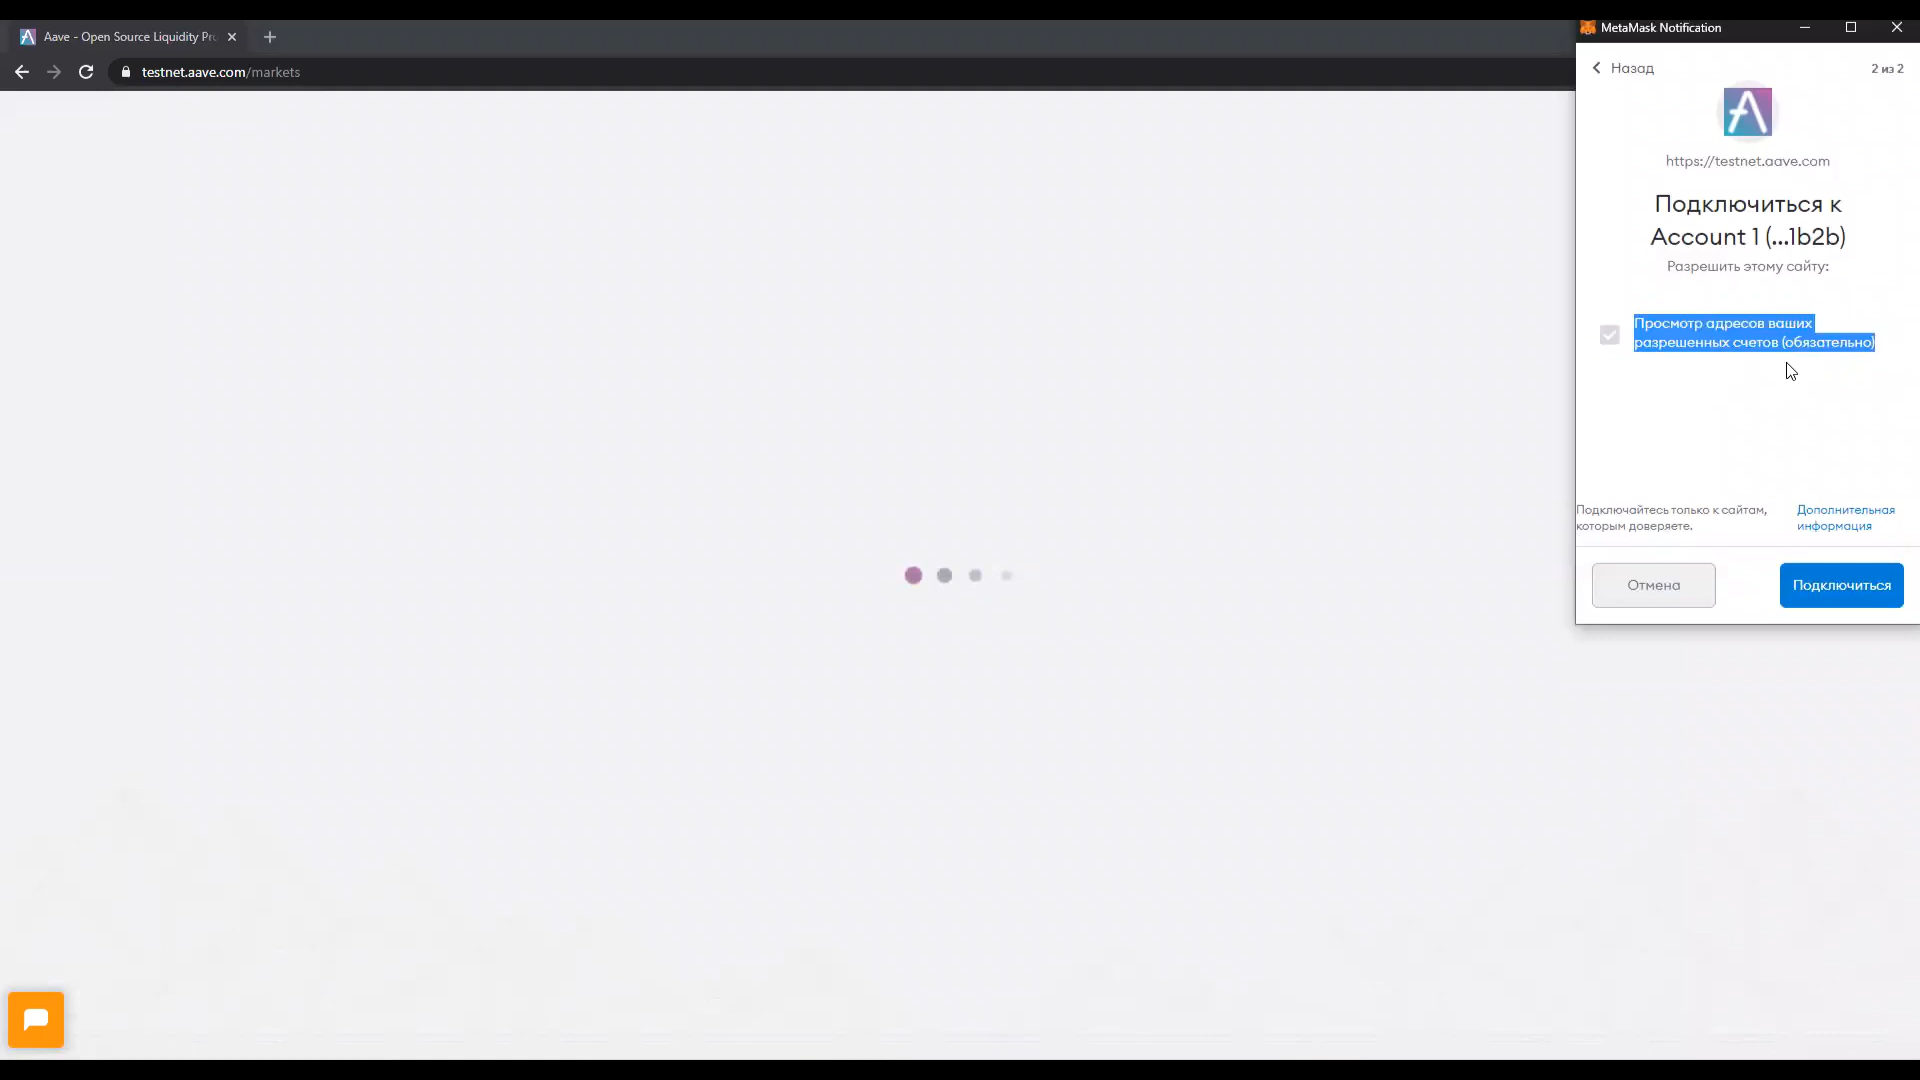 Aave - Open Source Liquidity Pr
testnet.aave.com/markets
MetaMask Notification
Назад
2 из 2
https://testnet.aave.com
Подключиться к
Account 1 (...1b2b)
Разрешить этому сайту:
Просмотр адресов ваших
разрешенных счетов (обязательно)
Подключайтесь только к сайтам,
которым доверяете.
Дополнительная
информация
Отмена
Подключиться